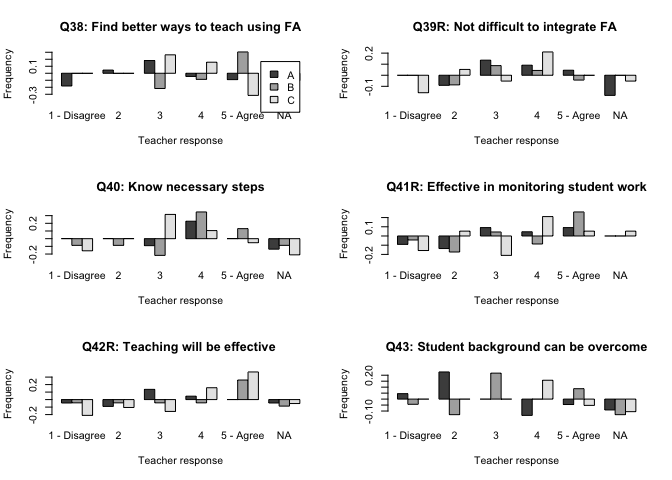 Q38: Find better ways to teach using FA
Frequency
-0.3
0.1
A
B
C
1 - Disagree 2 3 4 5 - Agree NA
Teacher response
Q39R: Not difficult to integrate FA
Frequency
-0.1
0.2
1 - Disagree 2 3 4 5 - Agree NA
Teacher response
Q40: Know necessary steps
Frequency
-0.2
0.2
1 - Disagree 2 3 4 5 - Agree NA
Teacher response
Q41R: Effective in monitoring student work
Frequency
-0.2
0.1
1 - Disagree 2 3 4 5 - Agree NA
Teacher response
Q42R: Teaching will be effective
Frequency
-0.2
0.2
1 - Disagree 2 3 4 5 - Agree NA
Teacher response
Q43: Student background can be overcome
Frequency
-0.10
0.20
1 - Disagree 2 3 4 5 - Agree NA
Teacher response